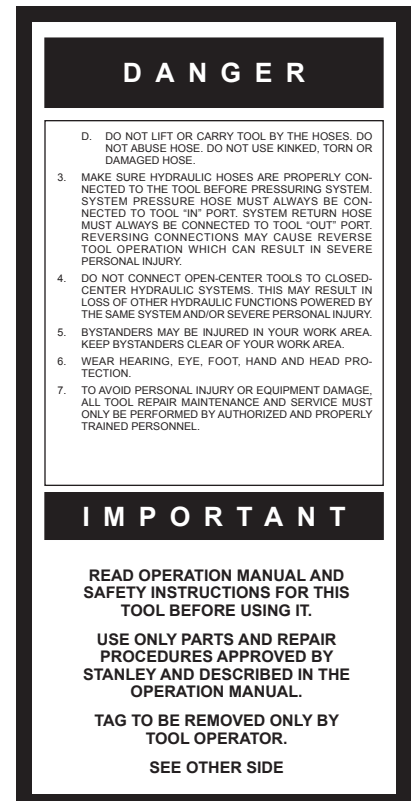 DANGER
D. DO NOT LIFT OR CARRY TOOL BY THE HOSES. DO
NOT ABUSE HOSE. DO NOT USE KINKED, TORN OR
DAMAGED HOSE.
3. MAKE SURE HYDRAULIC HOSES ARE PROPERLY CON-
NECTED TO THE TOOL BEFORE PRESSURING SYSTEM.
SYSTEM PRESSURE HOSE MUST ALWAYS BE CON-
NECTED TO TOOL “IN” PORT. SYSTEM RETURN HOSE
MUST ALWAYS BE CONNECTED TO TOOL “OUT” PORT.
REVERSING CONNECTIONS MAY CAUSE REVERSE
TOOL OPERATION WHICH CAN RESULT IN SEVERE
PERSONAL INJURY.
4. DO NOT CONNECT OPEN-CENTER TOOLS TO CLOSED-
CENTER HYDRAULIC SYSTEMS. THIS MAY RESULT IN
LOSS OF OTHER HYDRAULIC FUNCTIONS POWERED BY
THE SAME SYSTEM AND/OR SEVERE PERSONAL INJURY.
5. BYSTANDERS MAY BE INJURED IN YOUR WORK AREA.
KEEP BYSTANDERS CLEAR OF YOUR WORK AREA.
6. WEAR HEARING, EYE, FOOT, HAND AND HEAD PRO-
TECTION.
7. TO AVOID PERSONAL INJURY OR EQUIPMENT DAMAGE,
ALL TOOL REPAIR MAINTENANCE AND SERVICE MUST
ONLY BE PERFORMED BY AUTHORIZED AND PROPERLY
TRAINED PERSONNEL.
IMPORTANT
READ OPERATION MANUAL AND
SAFETY INSTRUCTIONS FOR THIS
TOOL BEFORE USING IT.
USE ONLY PARTS AND REPAIR
PROCEDURES APPROVED BY
STANLEY AND DESCRIBED IN THE
OPERATION MANUAL.
TAG TO BE REMOVED ONLY BY
TOOL OPERATOR.
SEE OTHER SIDE